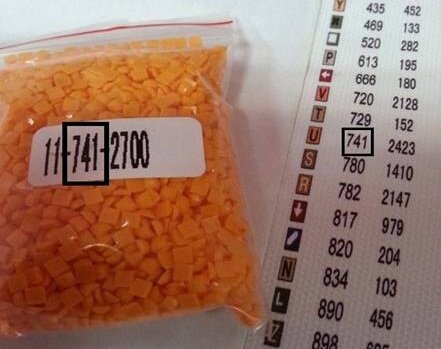 11-741-2700
Y 435 452
469 133
520 282
P 613 195
← 666 180
V 720 2128
T 729 152
U 741 2423
S 780 1410
R 782 2147
↓ 817 979
820 204
N 834 103
L 890 456
Z 898